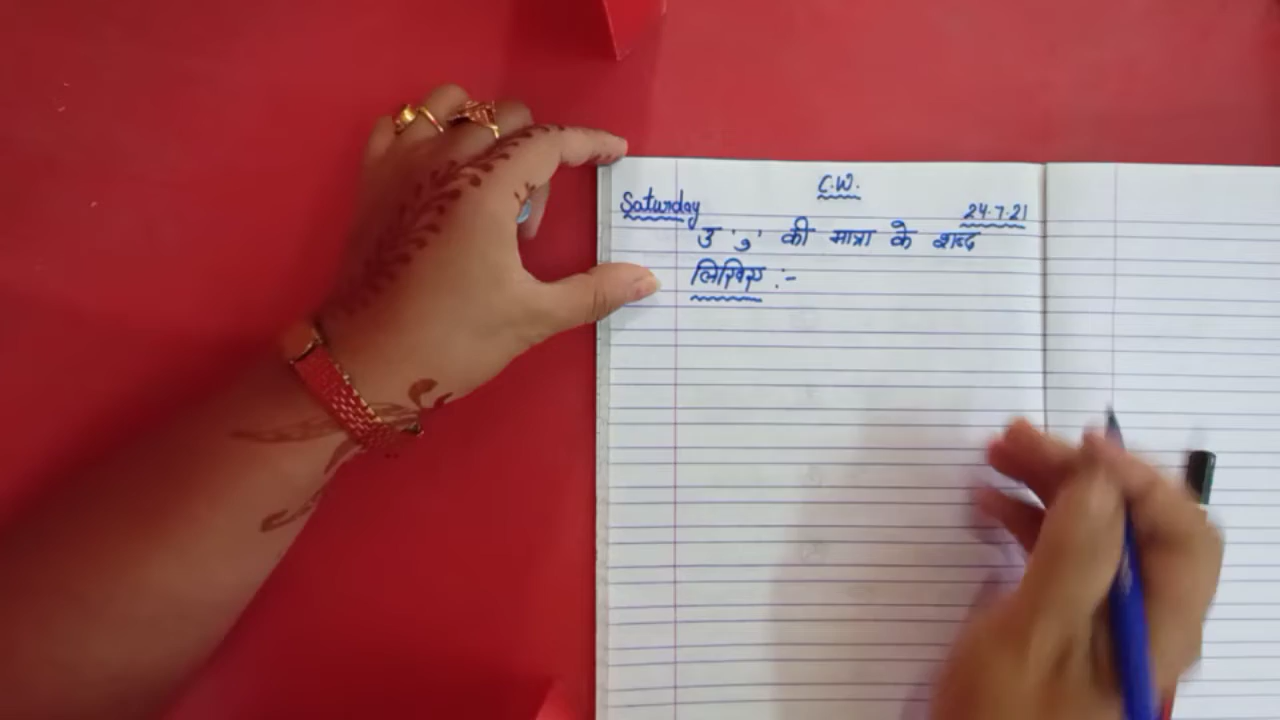 C.W.
Saturday 24.7.21
उ ' ु ' की मात्रा के शब्द
लिखिए :-